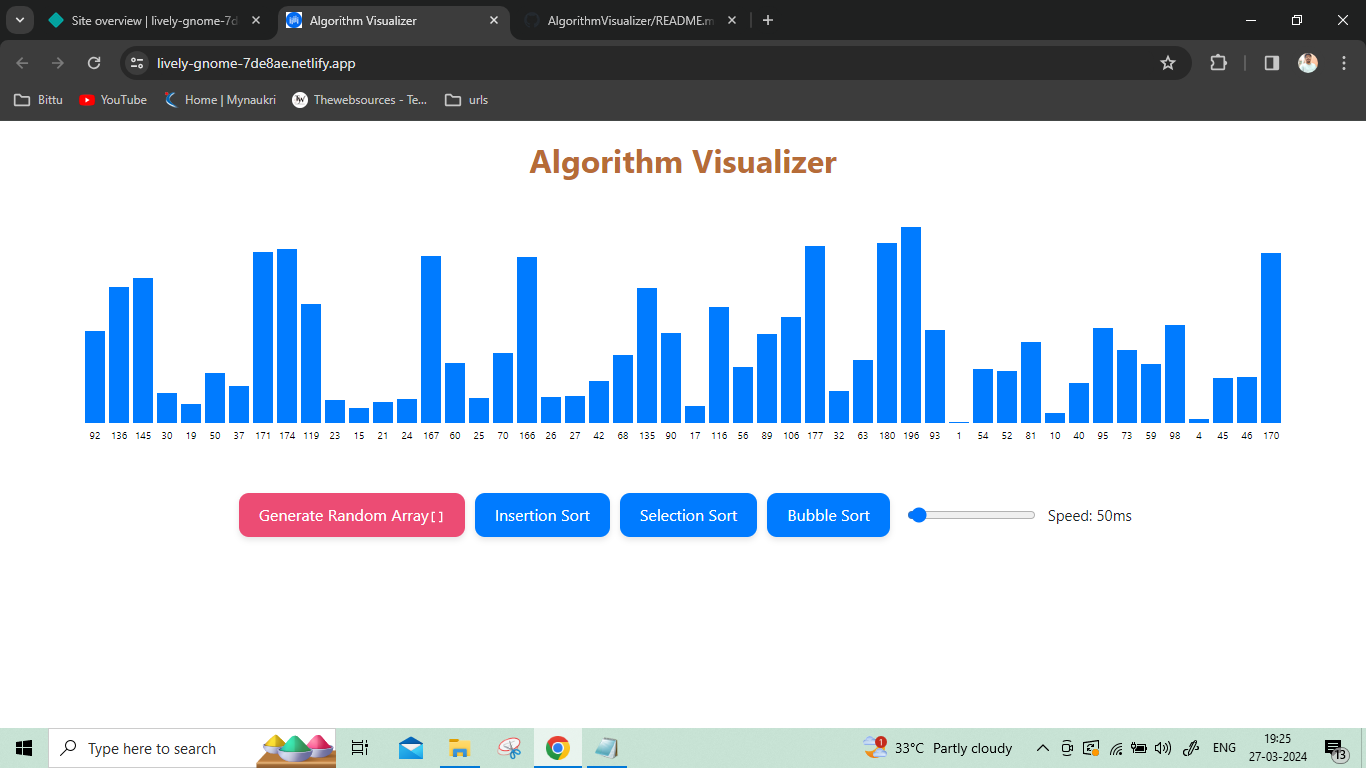 Site overview | lively-gnome-7d
Algorithm Visualizer
AlgorithmVisualizer/README.m
lively-gnome-7de8ae.netlify.app
Bittu
YouTube
Home | Mynaukri
Thewebsources - Te...
urls
Algorithm Visualizer
92 136 145 30 19 50 37 171 174 119 23 15 21 24 167 60 25 70 166 26 27 42 68 135 90 17 116 56 89 106 177 32 63 180 196 93 1 54 52 81 10 40 95 73 59 98 4 45 46 170
Generate Random Array[] Insertion Sort Selection Sort Bubble Sort Speed: 50ms
Type here to search
1
33°C Partly cloudy
ENG
19:25
27-03-2024
13